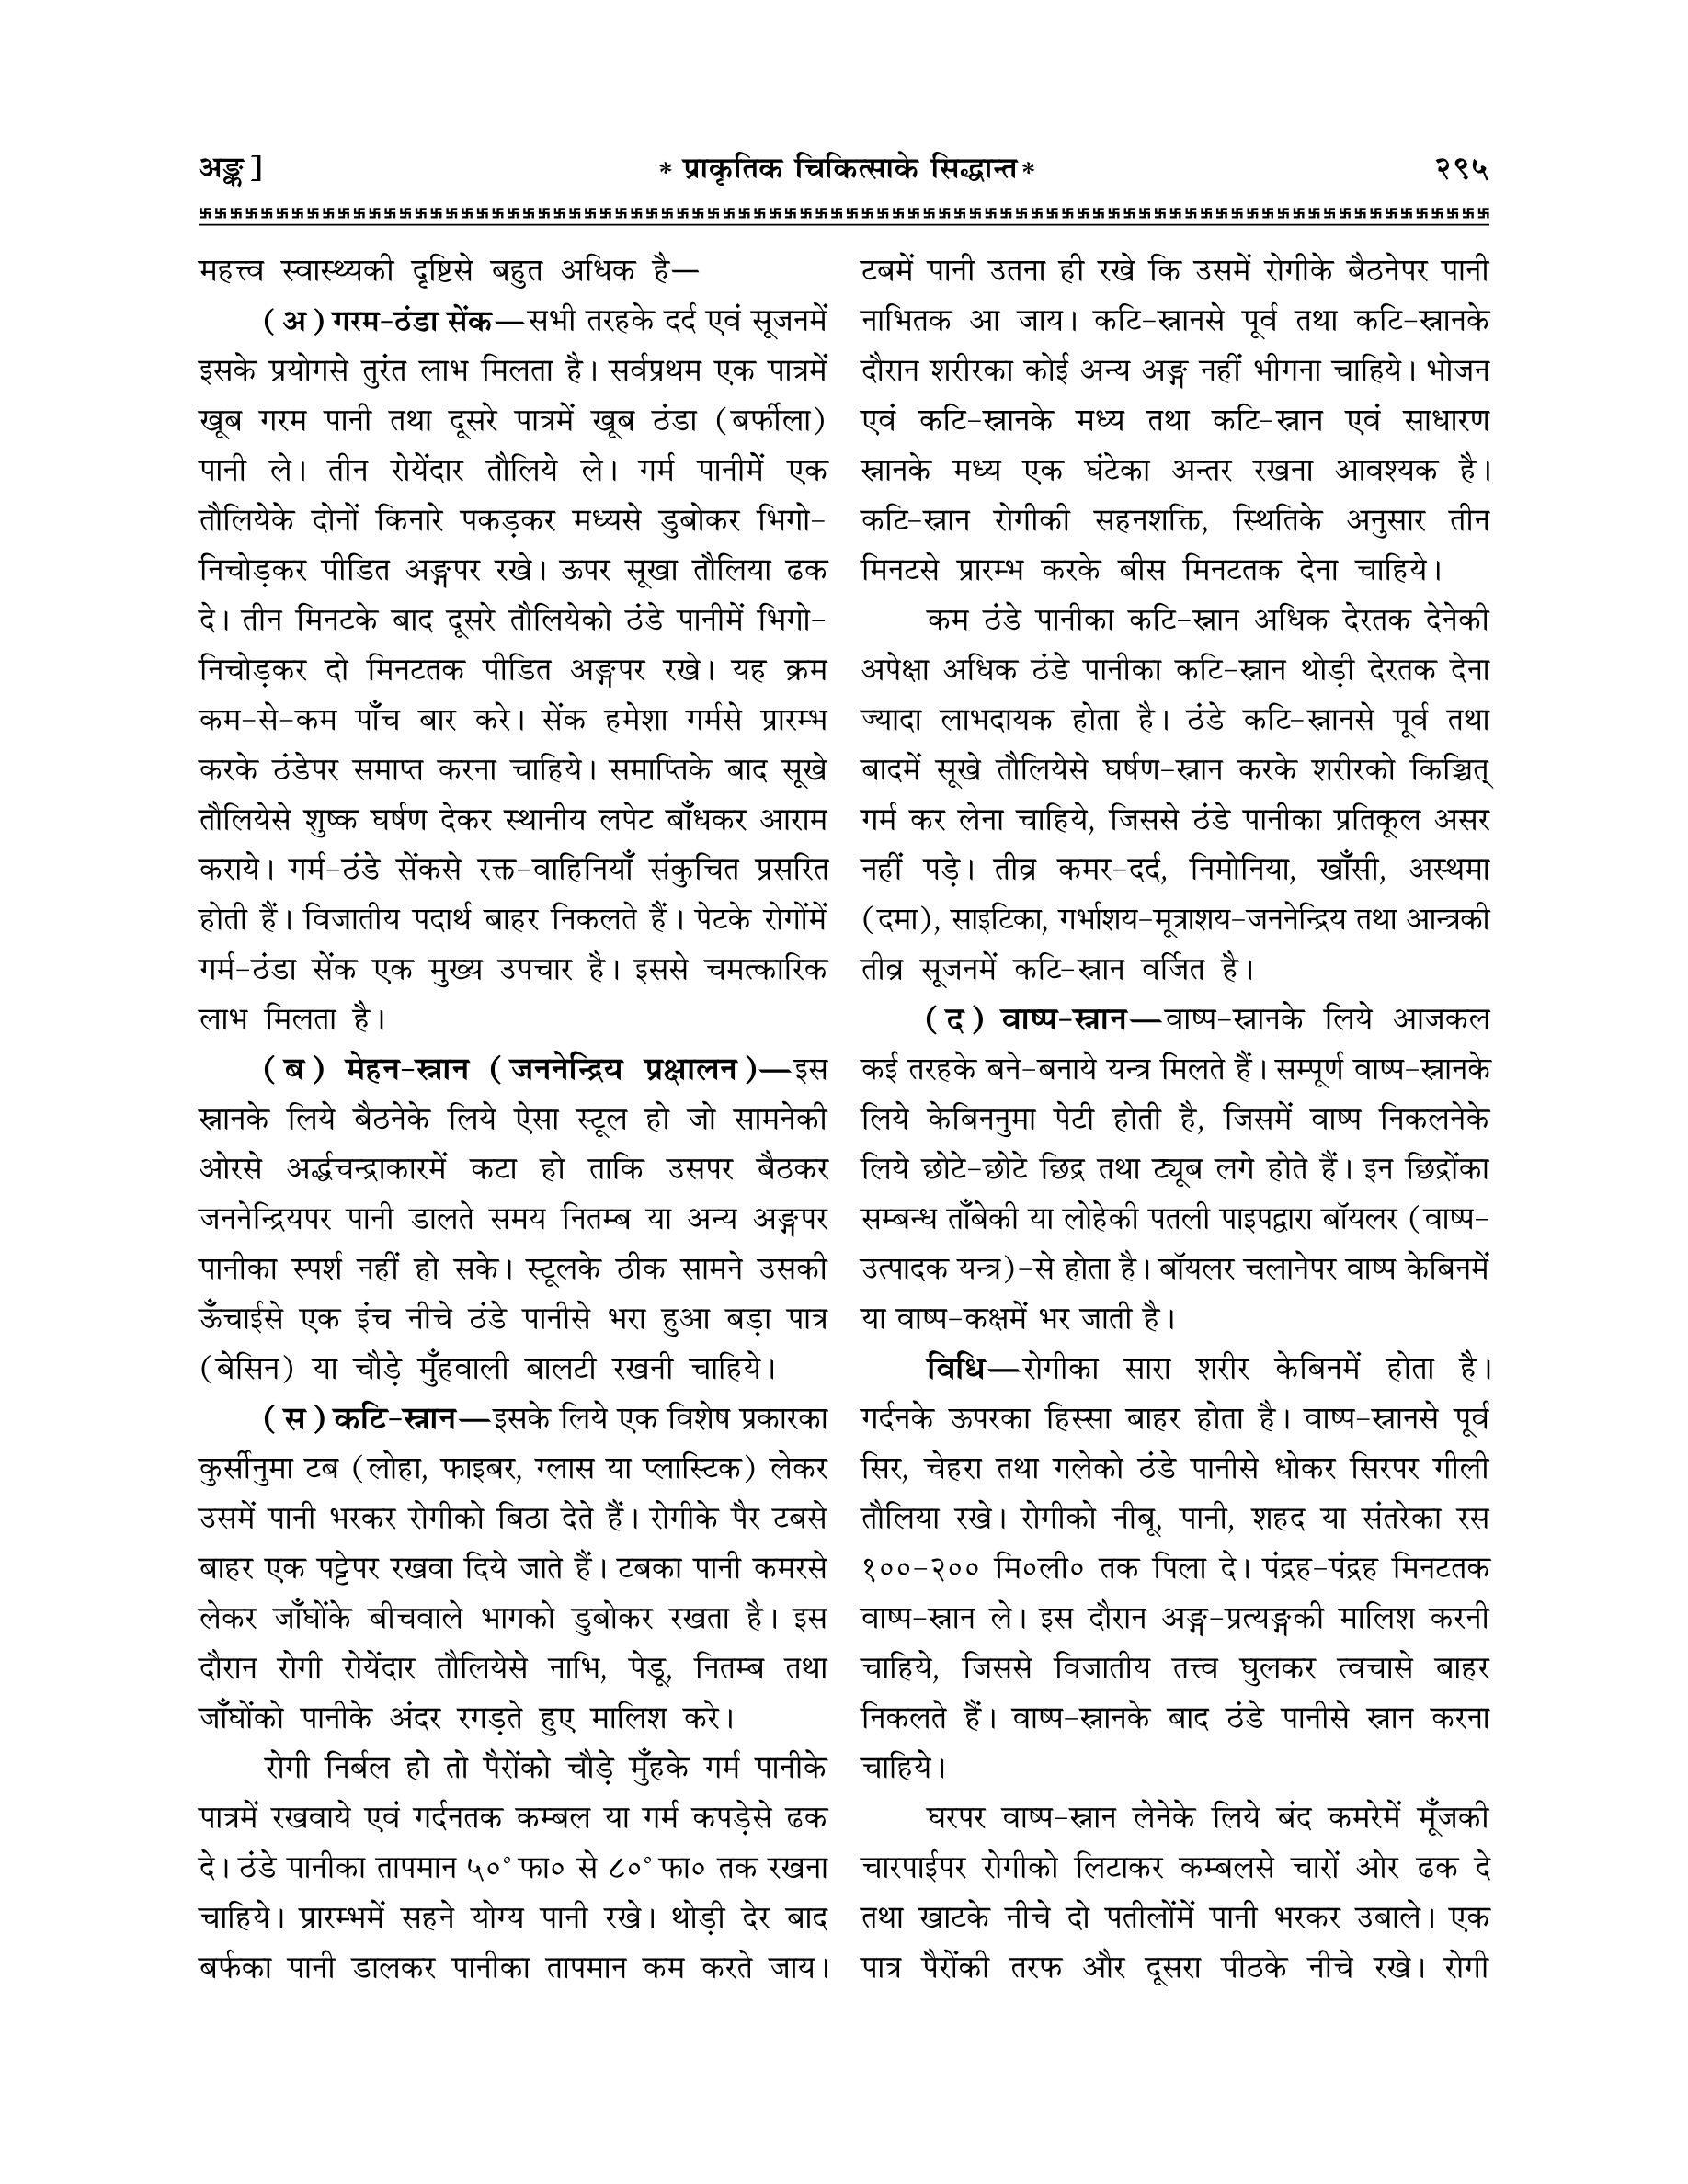 अङ्क ]
* प्राकृतिक चिकित्साके सिद्धान्त *
२९५
महत्त्व स्वास्थ्यकी दृष्टिसे बहुत अधिक है—
( अ ) गरम-ठंडा सेंक—सभी तरहके दर्द एवं सूजनमें
इसके प्रयोगसे तुरंत लाभ मिलता है। सर्वप्रथम एक पात्रमें
खूब गरम पानी तथा दूसरे पात्रमें खूब ठंडा (बर्फीला)
पानी ले। तीन रोयेंदार तौलिये ले। गर्म पानीमें एक
तौलियेके दोनों किनारे पकड़कर मध्यसे डुबोकर भिगो-
निचोड़कर पीडित अङ्गपर रखे। ऊपर सूखा तौलिया ढक
दे। तीन मिनटके बाद दूसरे तौलियेको ठंडे पानीमें भिगो-
निचोड़कर दो मिनटतक पीडित अङ्गपर रखे। यह क्रम
कम-से-कम पाँच बार करे। सेंक हमेशा गर्मसे प्रारम्भ
करके ठंडेपर समाप्त करना चाहिये। समाप्तिके बाद सूखे
तौलियेसे शुष्क घर्षण देकर स्थानीय लपेट बाँधकर आराम
कराये। गर्म-ठंडे सेंकसे रक्त-वाहिनियाँ संकुचित प्रसरित
होती हैं। विजातीय पदार्थ बाहर निकलते हैं। पेटके रोगोंमें
गर्म-ठंडा सेंक एक मुख्य उपचार है। इससे चमत्कारिक
लाभ मिलता है।
( ब ) मेहन-स्नान ( जननेन्द्रिय प्रक्षालन )—इस
स्नानके लिये बैठनेके लिये ऐसा स्टूल हो जो सामनेकी
ओरसे अर्द्धचन्द्राकारमें कटा हो ताकि उसपर बैठकर
जननेन्द्रियपर पानी डालते समय नितम्ब या अन्य अङ्गपर
पानीका स्पर्श नहीं हो सके। स्टूलके ठीक सामने उसकी
ऊँचाईसे एक इंच नीचे ठंडे पानीसे भरा हुआ बड़ा पात्र
(बेसिन) या चौड़े मुँहवाली बालटी रखनी चाहिये।
( स ) कटि-स्नान—इसके लिये एक विशेष प्रकारका
कुर्सीनुमा टब (लोहा, फाइबर, ग्लास या प्लास्टिक) लेकर
उसमें पानी भरकर रोगीको बिठा देते हैं। रोगीके पैर टबसे
बाहर एक पट्टेपर रखवा दिये जाते हैं। टबका पानी कमरसे
लेकर जाँघोंके बीचवाले भागको डुबोकर रखता है। इस
दौरान रोगी रोयेंदार तौलियेसे नाभि, पेडू, नितम्ब तथा
जाँघोंको पानीके अंदर रगड़ते हुए मालिश करे।
रोगी निर्बल हो तो पैरोंको चौड़े मुँहके गर्म पानीके
पात्रमें रखवाये एवं गर्दनतक कम्बल या गर्म कपड़ेसे ढक
दे। ठंडे पानीका तापमान ५०° फा० से ८०° फा० तक रखना
चाहिये। प्रारम्भमें सहने योग्य पानी रखे। थोड़ी देर बाद
बर्फका पानी डालकर पानीका तापमान कम करते जाय।
टबमें पानी उतना ही रखे कि उसमें रोगीके बैठनेपर पानी
नाभितक आ जाय। कटि-स्नानसे पूर्व तथा कटि-स्नानके
दौरान शरीरका कोई अन्य अङ्ग नहीं भीगना चाहिये। भोजन
एवं कटि-स्नानके मध्य तथा कटि-स्नान एवं साधारण
स्नानके मध्य एक घंटेका अन्तर रखना आवश्यक है।
कटि-स्नान रोगीकी सहनशक्ति, स्थितिके अनुसार तीन
मिनटसे प्रारम्भ करके बीस मिनटतक देना चाहिये।
कम ठंडे पानीका कटि-स्नान अधिक देरतक देनेकी
अपेक्षा अधिक ठंडे पानीका कटि-स्नान थोड़ी देरतक देना
ज्यादा लाभदायक होता है। ठंडे कटि-स्नानसे पूर्व तथा
बादमें सूखे तौलियेसे घर्षण-स्नान करके शरीरको किञ्चित्
गर्म कर लेना चाहिये, जिससे ठंडे पानीका प्रतिकूल असर
नहीं पड़े। तीव्र कमर-दर्द, निमोनिया, खाँसी, अस्थमा
(दमा), साइटिका, गर्भाशय-मूत्राशय-जननेन्द्रिय तथा आन्त्रकी
तीव्र सूजनमें कटि-स्नान वर्जित है।
( द ) वाष्प-स्नान—वाष्प-स्नानके लिये आजकल
कई तरहके बने-बनाये यन्त्र मिलते हैं। सम्पूर्ण वाष्प-स्नानके
लिये केबिननुमा पेटी होती है, जिसमें वाष्प निकलनेके
लिये छोटे-छोटे छिद्र तथा ट्यूब लगे होते हैं। इन छिद्रोंका
सम्बन्ध ताँबेकी या लोहेकी पतली पाइपद्वारा बॉयलर (वाष्प-
उत्पादक यन्त्र)-से होता है। बॉयलर चलानेपर वाष्प केबिनमें
या वाष्प-कक्षमें भर जाती है।
विधि—रोगीका सारा शरीर केबिनमें होता है।
गर्दनके ऊपरका हिस्सा बाहर होता है। वाष्प-स्नानसे पूर्व
सिर, चेहरा तथा गलेको ठंडे पानीसे धोकर सिरपर गीली
तौलिया रखे। रोगीको नीबू, पानी, शहद या संतरेका रस
१००-२०० मि०ली० तक पिला दे। पंद्रह-पंद्रह मिनटतक
वाष्प-स्नान ले। इस दौरान अङ्ग-प्रत्यङ्गकी मालिश करनी
चाहिये, जिससे विजातीय तत्त्व घुलकर त्वचासे बाहर
निकलते हैं। वाष्प-स्नानके बाद ठंडे पानीसे स्नान करना
चाहिये।
घरपर वाष्प-स्नान लेनेके लिये बंद कमरेमें मूँजकी
चारपाईपर रोगीको लिटाकर कम्बलसे चारों ओर ढक दे
तथा खाटके नीचे दो पतीलोंमें पानी भरकर उबाले। एक
पात्र पैरोंकी तरफ और दूसरा पीठके नीचे रखे। रोगी